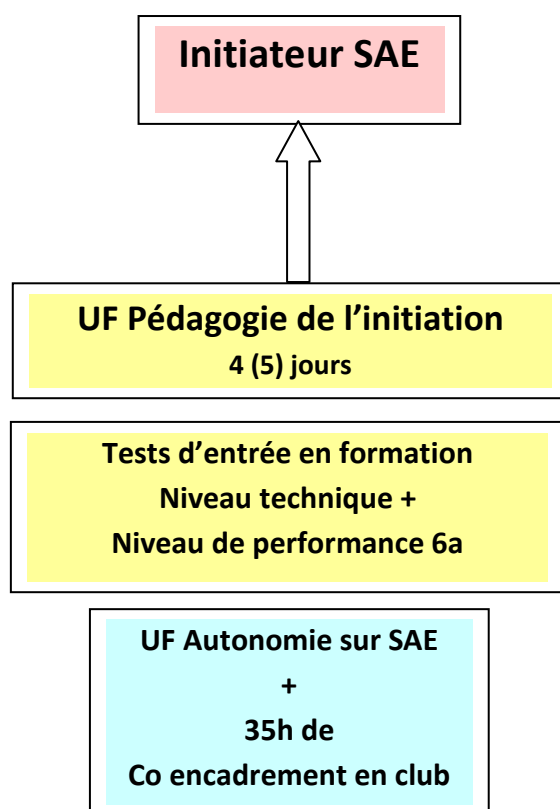 Initiateur SAE
UF Pédagogie de l’initiation
4 (5) jours
Tests d’entrée en formation
Niveau technique +
Niveau de performance 6a
UF Autonomie sur SAE
+
35h de
Co encadrement en club